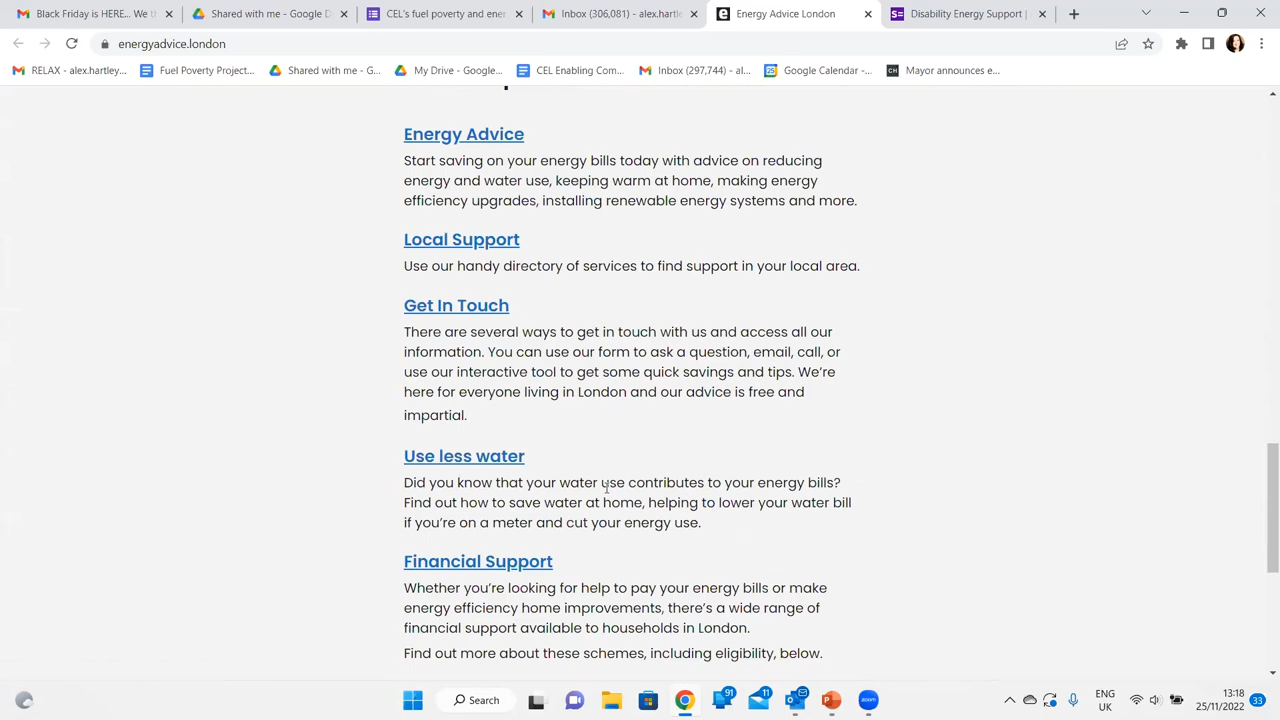 Black Friday is HERE... We th
Shared with me - Google D
CEL's fuel poverty and ener
Inbox (306,081) - alex.hartle
Energy Advice London
Disability Energy Support |
energyadvice.london
RELAX - alex.hartley...
Fuel Poverty Project...
Shared with me - G...
My Drive - Google...
CEL Enabling Com...
Inbox (297,744) - al...
Google Calendar -...
CH
Mayor announces e...
Energy Advice
Start saving on your energy bills today with advice on reducing
energy and water use, keeping warm at home, making energy
efficiency upgrades, installing renewable energy systems and more.
Local Support
Use our handy directory of services to find support in your local area.
Get In Touch
There are several ways to get in touch with us and access all our
information. You can use our form to ask a question, email, call, or
use our interactive tool to get some quick savings and tips. We're
here for everyone living in London and our advice is free and
impartial.
Use less water
Did you know that your water use contributes to your energy bills?
Find out how to save water at home, helping to lower your water bill
if you're on a meter and cut your energy use.
Financial Support
Whether you're looking for help to pay your energy bills or make
energy efficiency home improvements, there's a wide range of
financial support available to households in London.
Find out more about these schemes, including eligibility, below.
Search
91
11
zoom
ENG
UK
13:18
25/11/2022
33